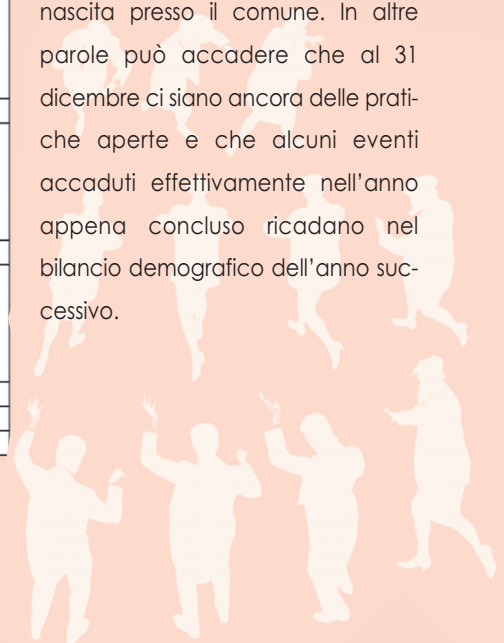 nascita presso il comune. In altre
parole può accadere che al 31
dicembre ci siano ancora delle prati-
che aperte e che alcuni eventi
accaduti effettivamente nell’anno
appena concluso ricadano nel
bilancio demografico dell’anno suc-
cessivo.